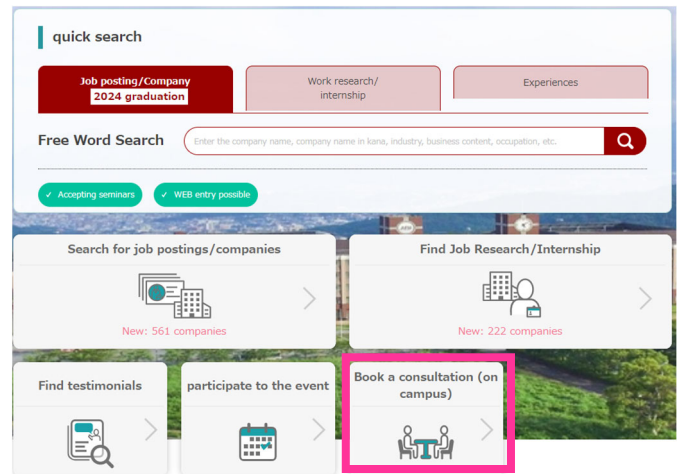 quick search
Job posting/Company
2024 graduation
Work research/
internship
Experiences
Free Word Search
Enter the company name, company name in kana, industry, business content, occupation, etc.
✓ Accepting seminars
✓ WEB entry possible
Search for job postings/companies
Find Job Research/Internship
New: 561 companies
New: 222 companies
Find testimonials
participate to the event
Book a consultation (on
campus)